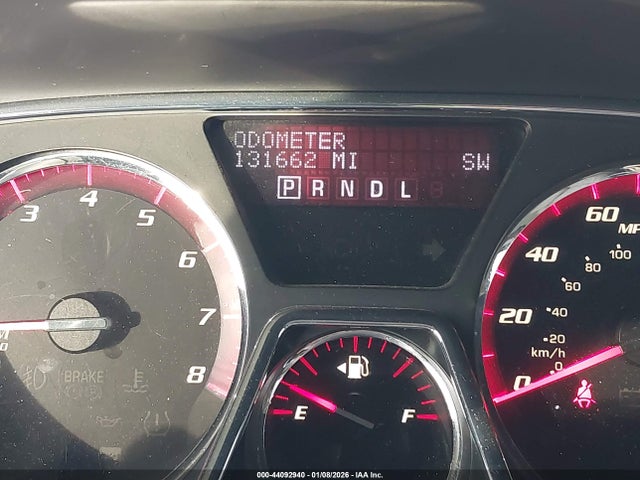 ODOMETER
131662 MI SW
P R N D L
3 4 5 6 7 8
BRAKE
60 MP
40 100
80
60
20 40
20
km/h
0 0
E F
000-44092940 - 01/08/2026 - IAA Inc.